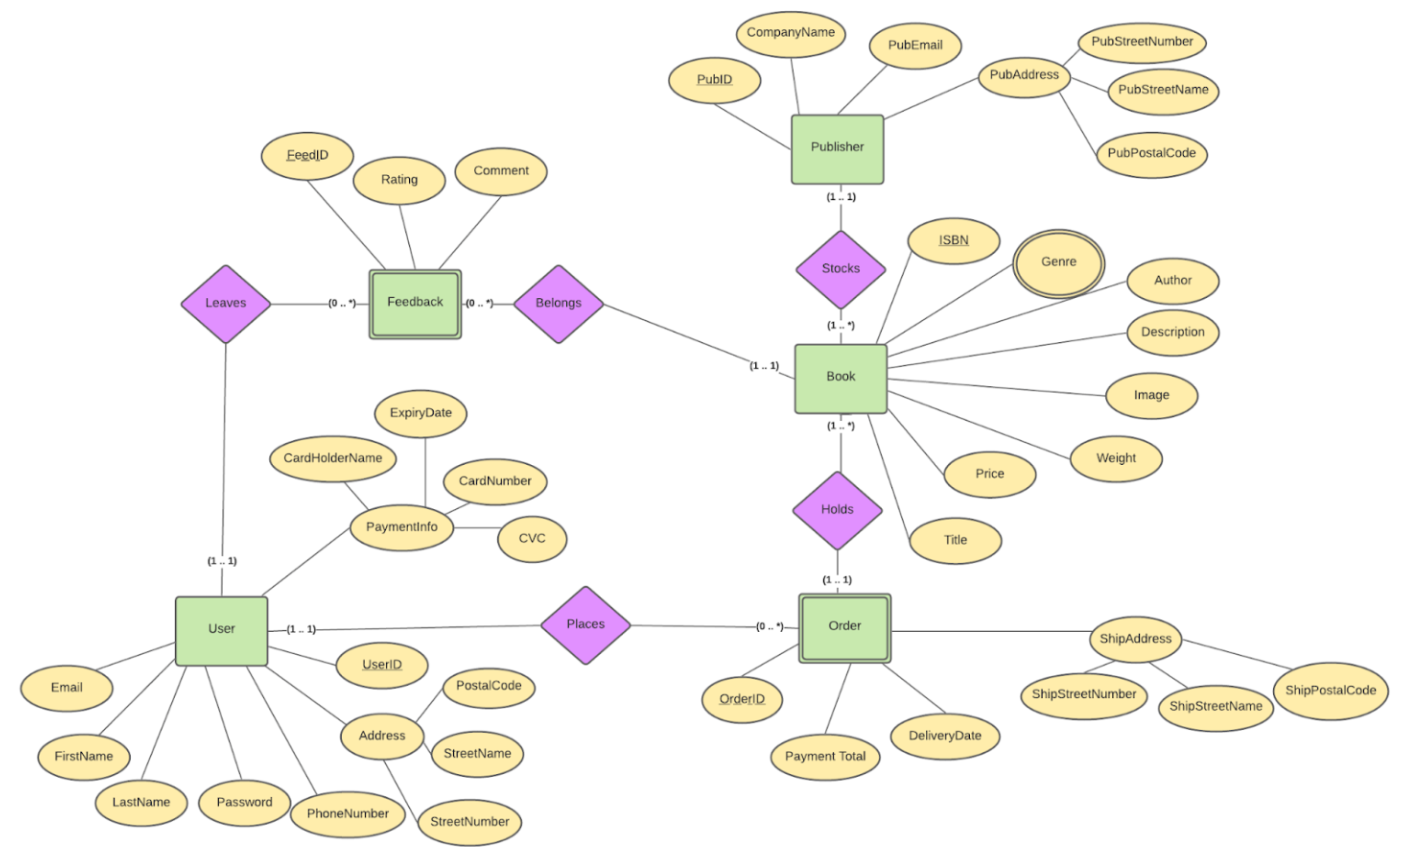 CompanyName
PubEmail
PubStreetNumber
PubAddress
PubID
PubStreetName
Publisher
PubPostalCode
FeedID
Rating
Comment
(1 .. 1)
ISBN
Genre
Stocks
Author
Leaves
(0 .. *)
Feedback
(0 .. *)
Belongs
(1 .. *)
Description
(1 .. 1)
Book
Image
ExpiryDate
(1 .. *)
CardHolderName
Weight
CardNumber
Price
Holds
PaymentInfo
CVC
Title
(1 .. 1)
(1 .. 1)
User
(1 .. 1)
Places
(0 .. *)
Order
ShipAddress
UserID
Email
PostalCode
OrderID
ShipStreetNumber
ShipStreetName
ShipPostalCode
Address
DeliveryDate
FirstName
StreetName
Payment Total
LastName
Password
PhoneNumber
StreetNumber